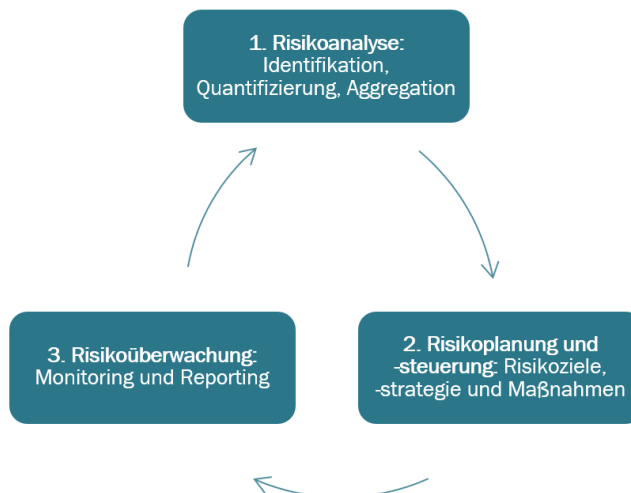 1. Risikoanalyse:
Identifikation,
Quantifizierung, Aggregation
2. Risikoplanung und
-steuerung: Risikoziele,
-strategie und Maßnahmen
3. Risikoüberwachung:
Monitoring und Reporting